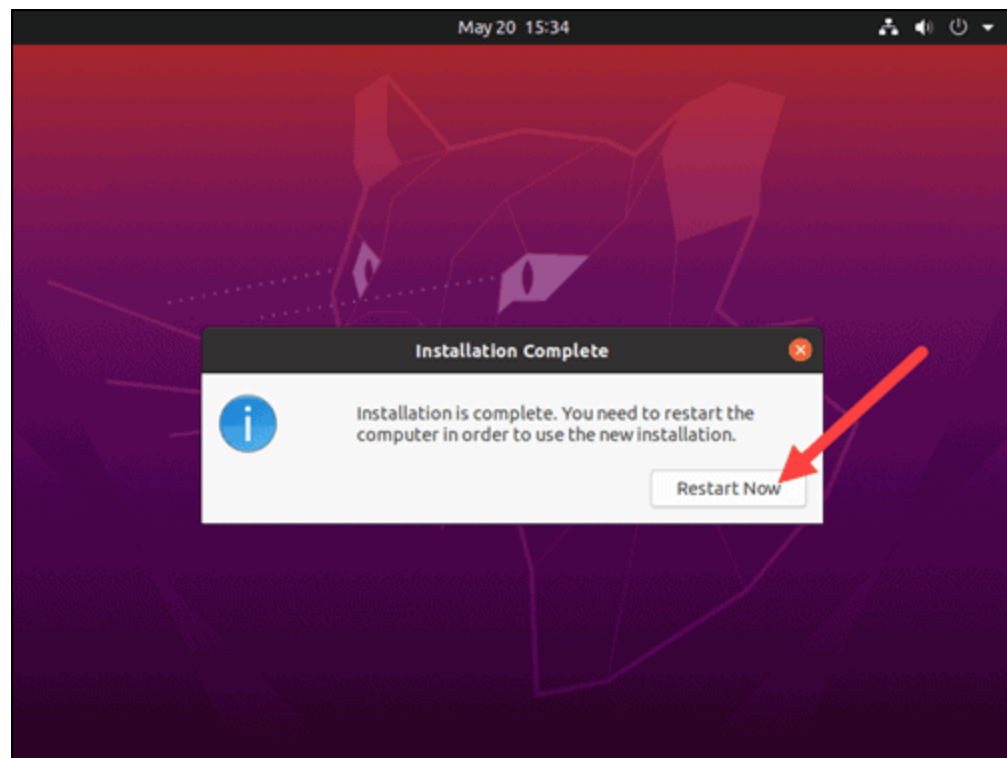 May 20 15:34
Installation Complete
Installation is complete. You need to restart the
computer in order to use the new installation.
Restart Now